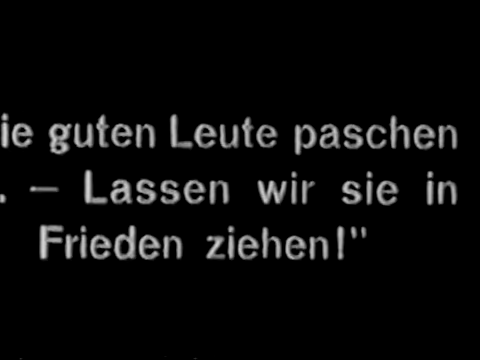 ie guten Leute paschen
. — Lassen wir sie in
Frieden ziehen!"